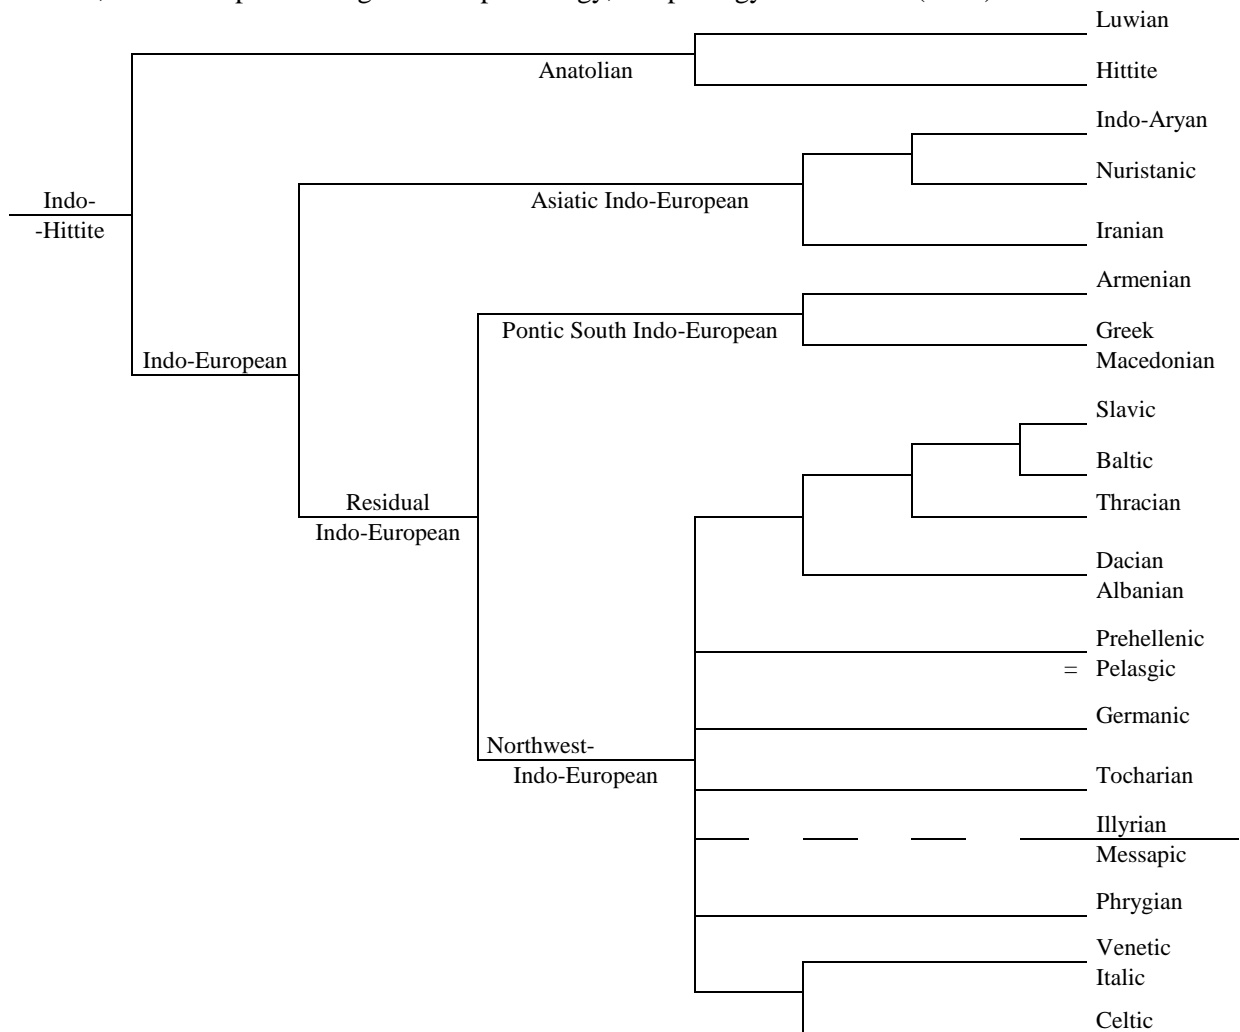 Luwian
Anatolian
Hittite
Indo-Aryan
Nuristanic
Indo-
-Hittite
Asiatic Indo-European
Iranian
Armenian
Pontic South Indo-European
Greek
Macedonian
Indo-European
Slavic
Baltic
Residual
Indo-European
Thracian
Dacian
Albanian
Prehellenic
= Pelasgic
Germanic
Northwest-
Indo-European
Tocharian
Illyrian
Messapic
Phrygian
Venetic
Italic
Celtic